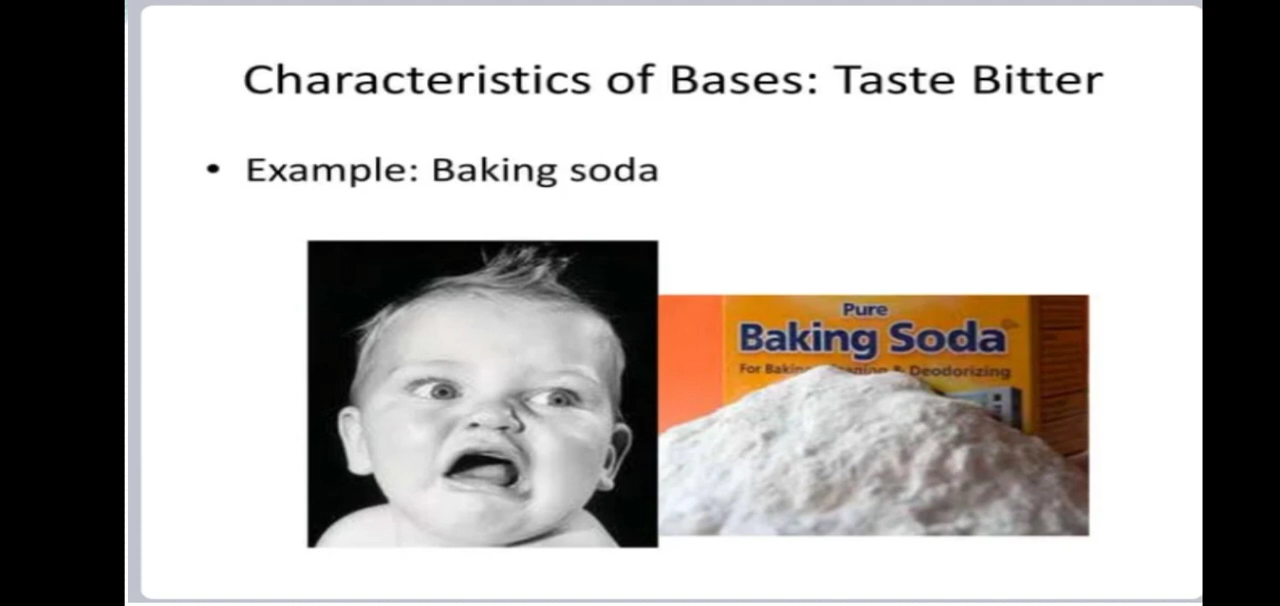 Characteristics of Bases: Taste Bitter
• Example: Baking soda
Pure
Baking Soda
For Baking & Deodorizing